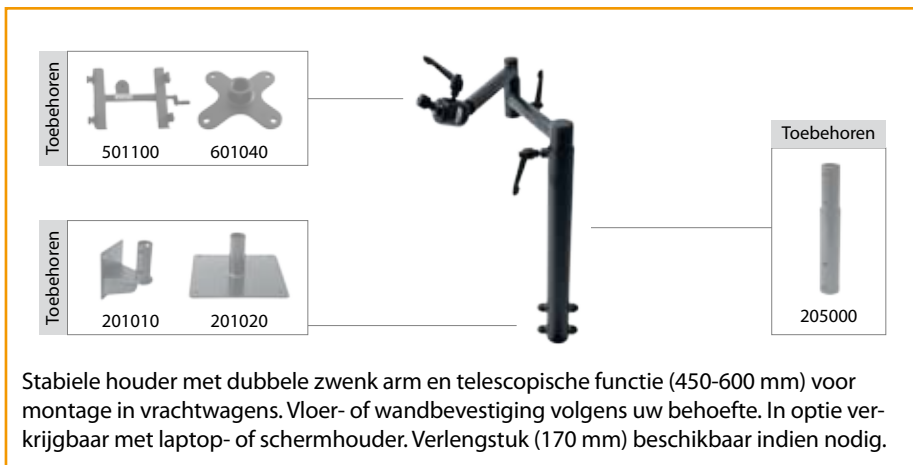 Toebehoren
501100 601040
Toebehoren
201010 201020
Toebehoren
205000
Stabiele houder met dubbele zwenk arm en telescopische functie (450-600 mm) voor
montage in vrachtwagens. Vloer- of wandbevestiging volgens uw behoefte. In optie ver-
krijgbaar met laptop- of schermhouder. Verlengstuk (170 mm) beschikbaar indien nodig.